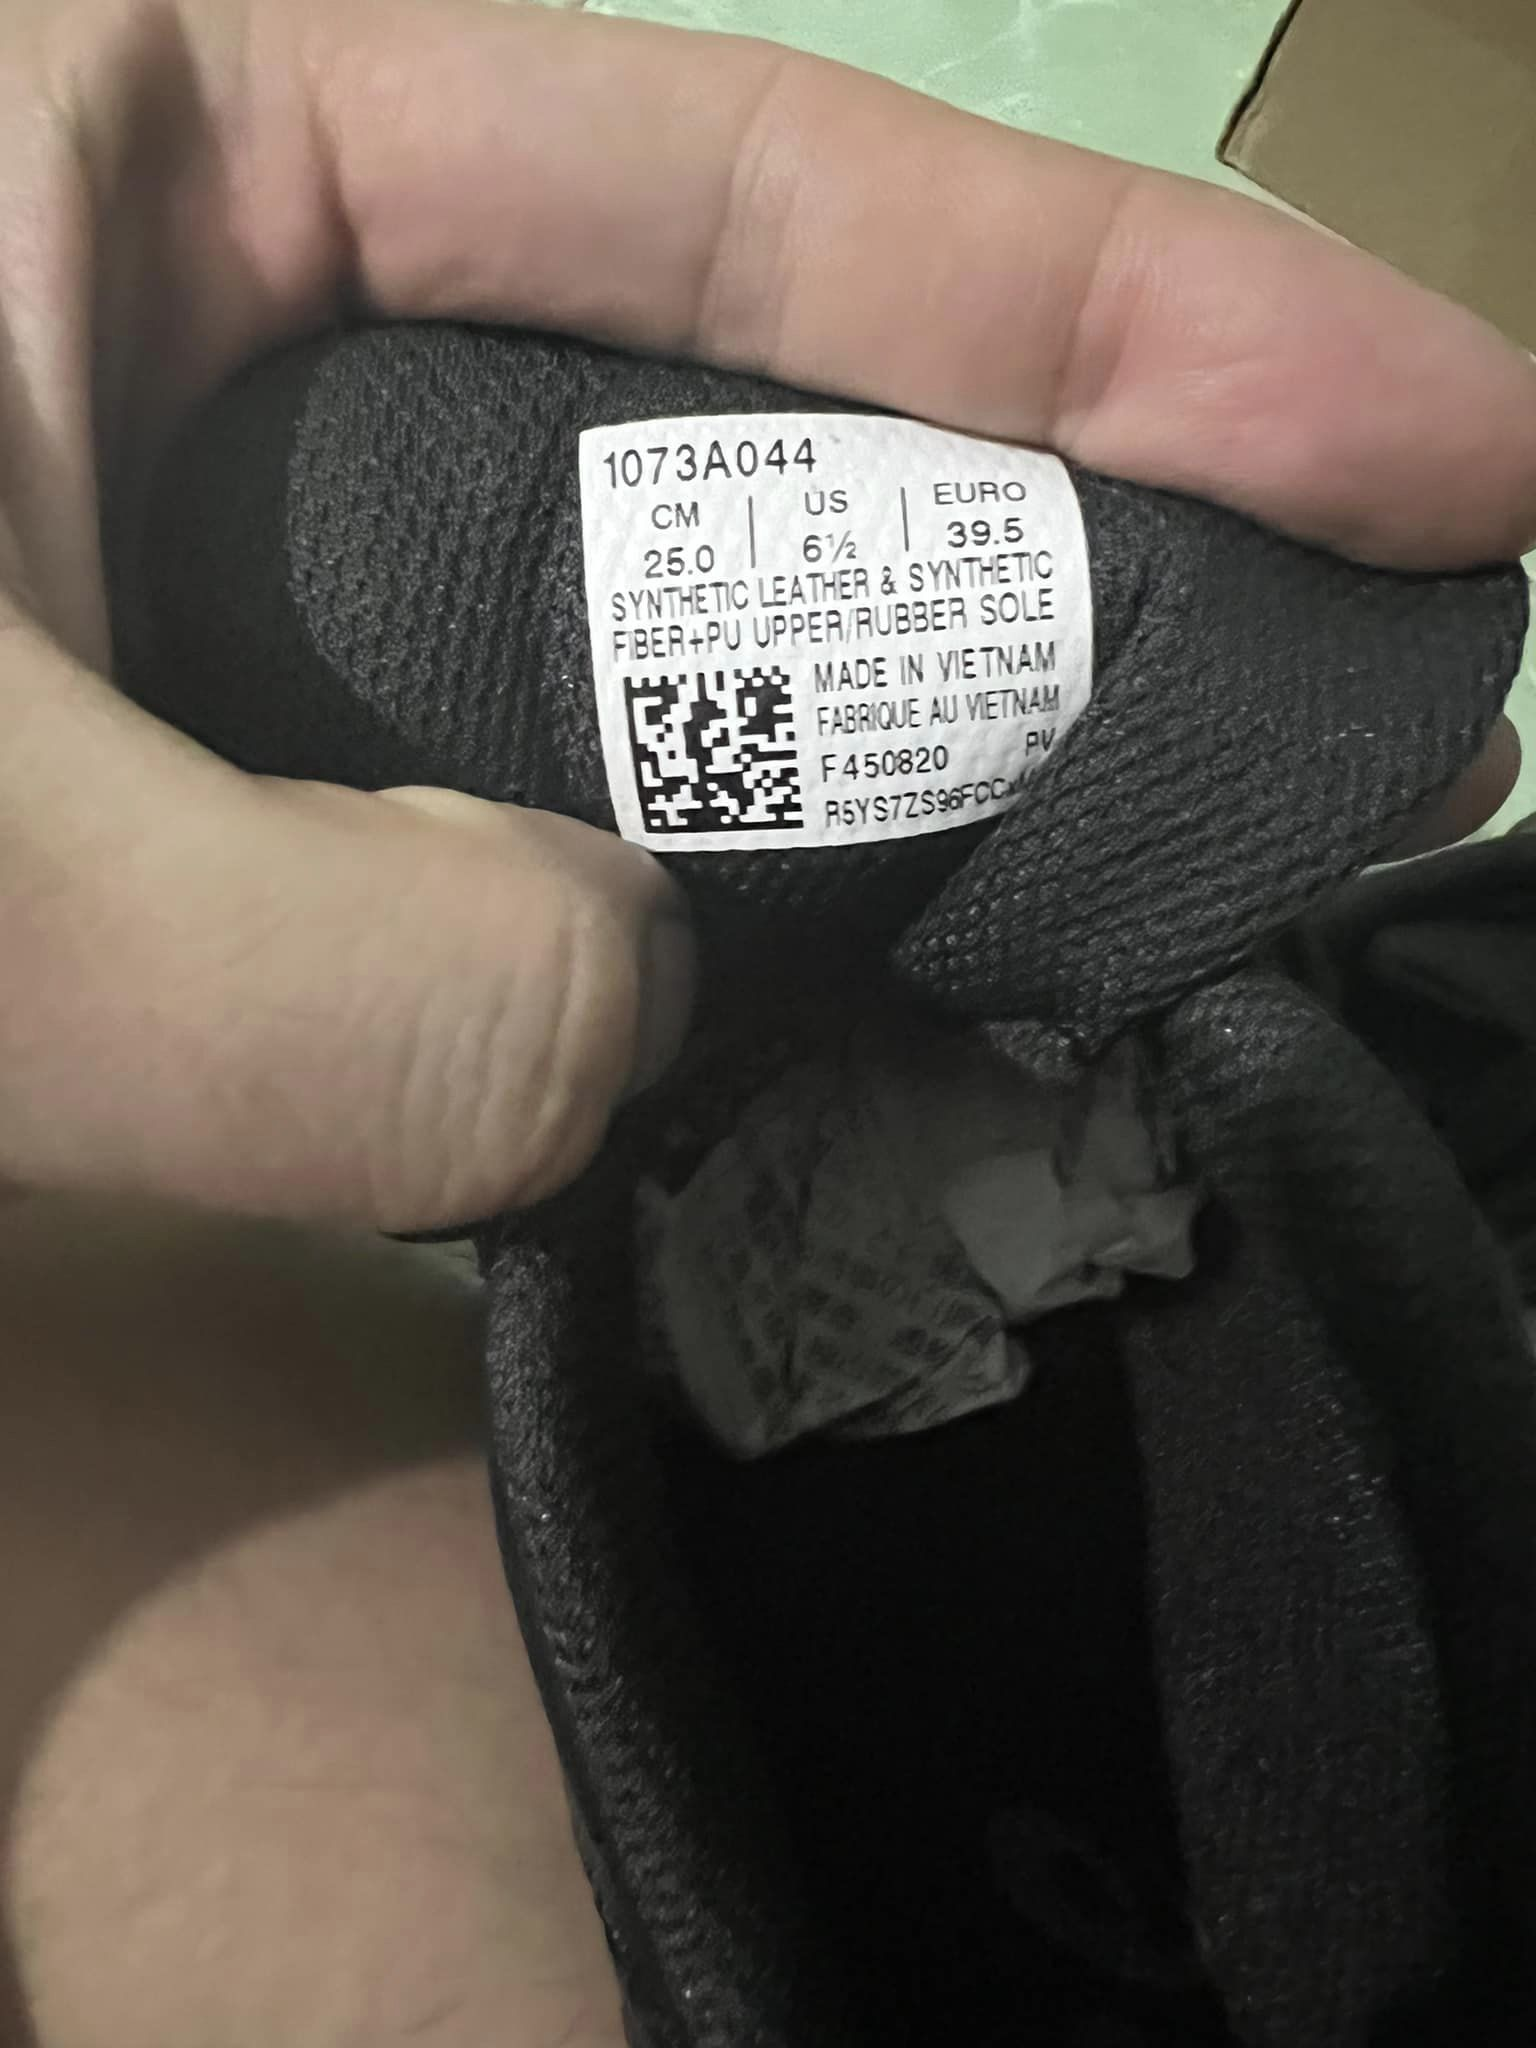 1073A044
CM | US | EURO
25.0 | 6½ | 39.5
SYNTHETIC LEATHER & SYNTHETIC
FIBER+PU UPPER/RUBBER SOLE
MADE IN VIETNAM
FABRIQUE AU VIETNAM
F450820 PV